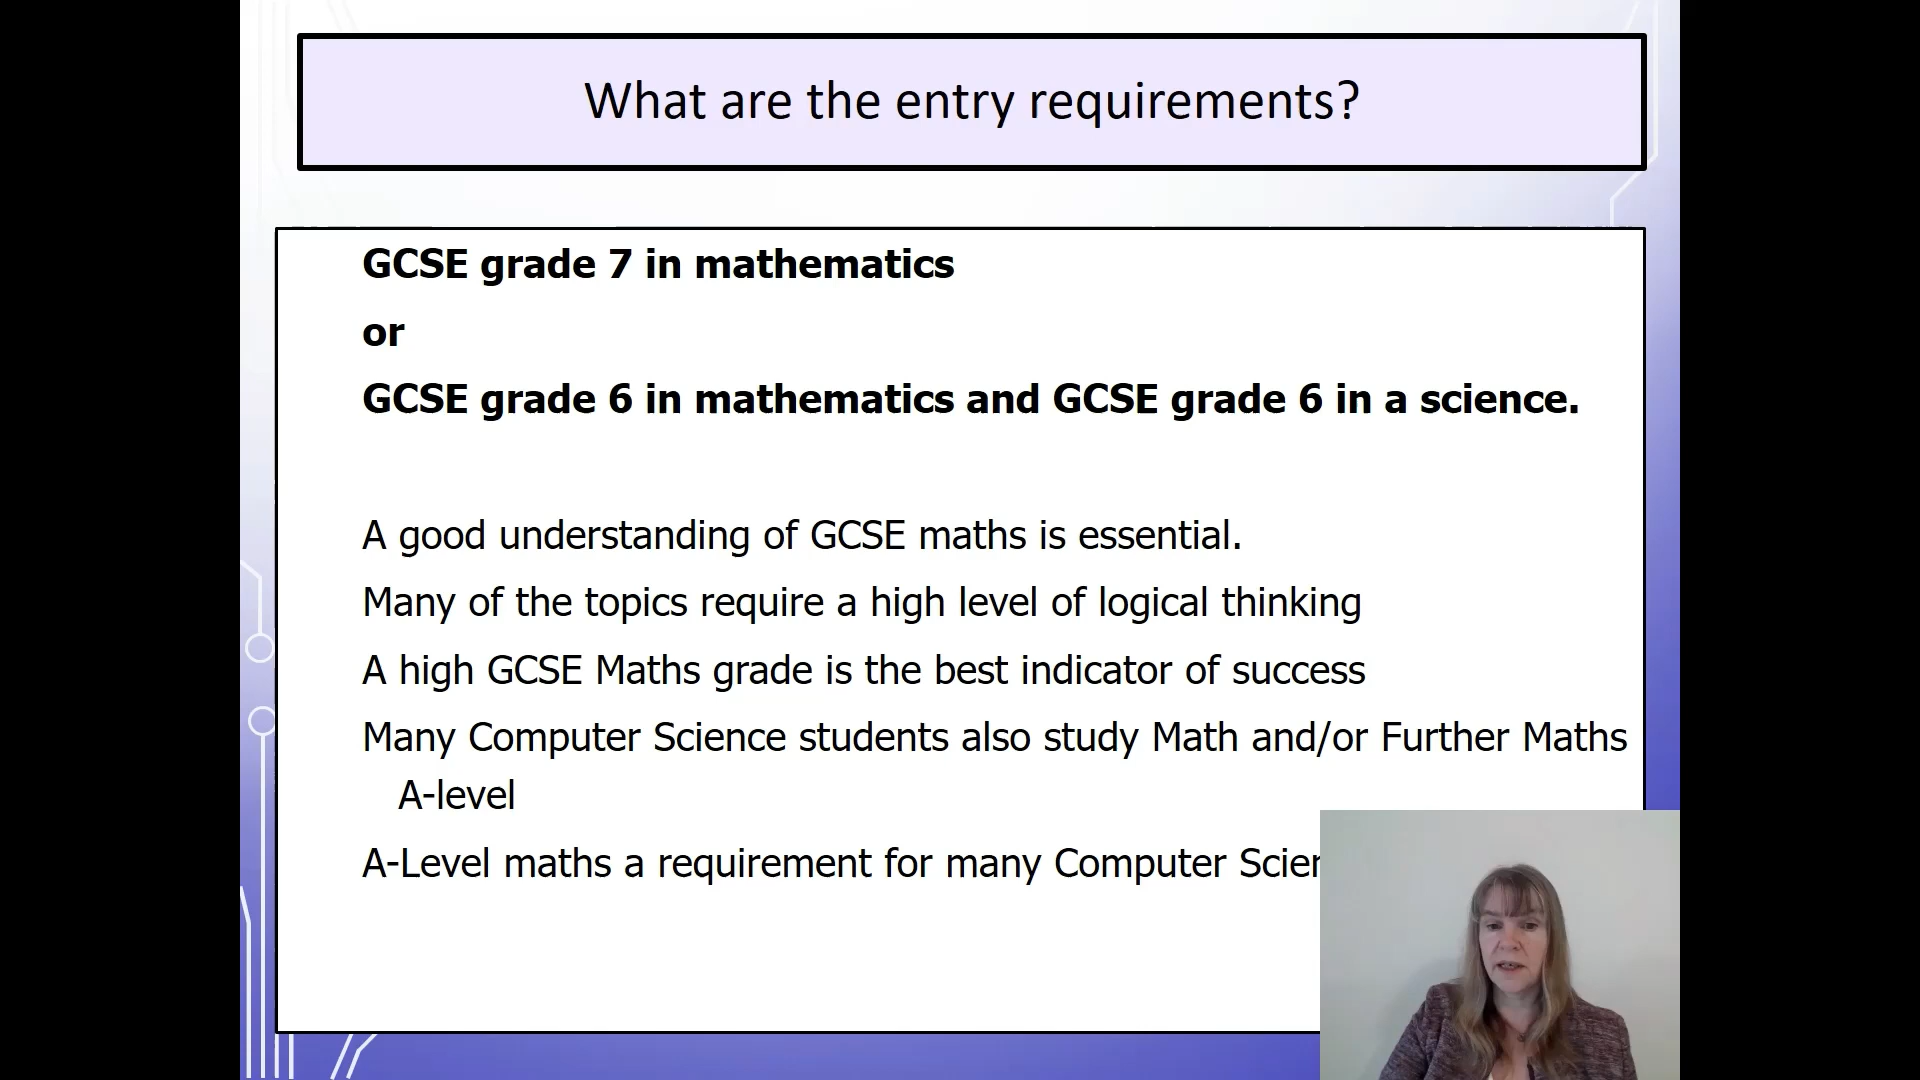 What are the entry requirements?
GCSE grade 7 in mathematics
or
GCSE grade 6 in mathematics and GCSE grade 6 in a science.
A good understanding of GCSE maths is essential.
Many of the topics require a high level of logical thinking
A high GCSE Maths grade is the best indicator of success
Many Computer Science students also study Math and/or Further Maths
A-level
A-Level maths a requirement for many Computer